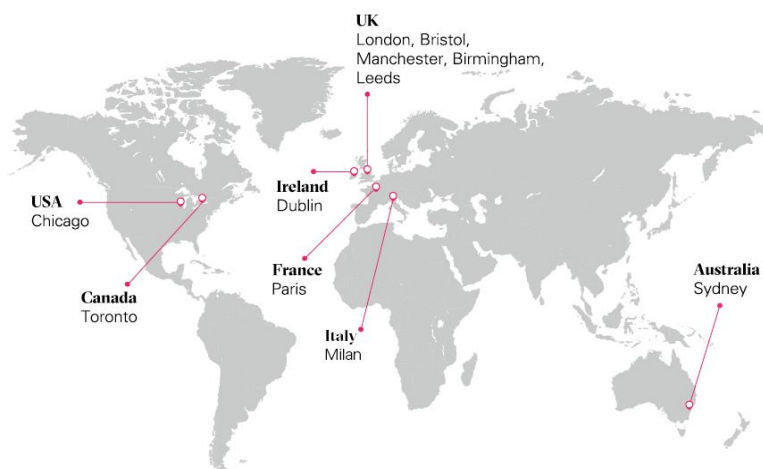 UK
London, Bristol,
Manchester, Birmingham,
Leeds
USA
Chicago
Ireland
Dublin
Canada
Toronto
France
Paris
Italy
Milan
Australia
Sydney